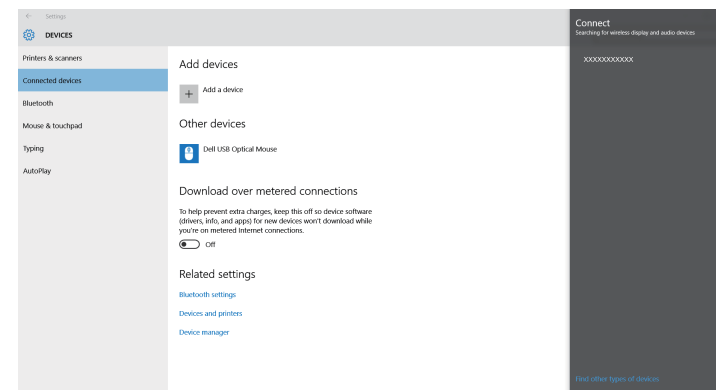 Settings
DEVICES
Printers & scanners
Connected devices
Bluetooth
Mouse & touchpad
Typing
AutoPlay
Add devices
Add a device
Other devices
Dell USB Optical Mouse
Download over metered connections
To help prevent extra charges, keep this off so device software
(drivers, info, and apps) for new devices won't download while
you're on metered Internet connections.
Off
Related settings
Bluetooth settings
Devices and printers
Device manager
Connect
Searching for wireless display and audio devices
XXXXXXXXXXX
Find other types of devices